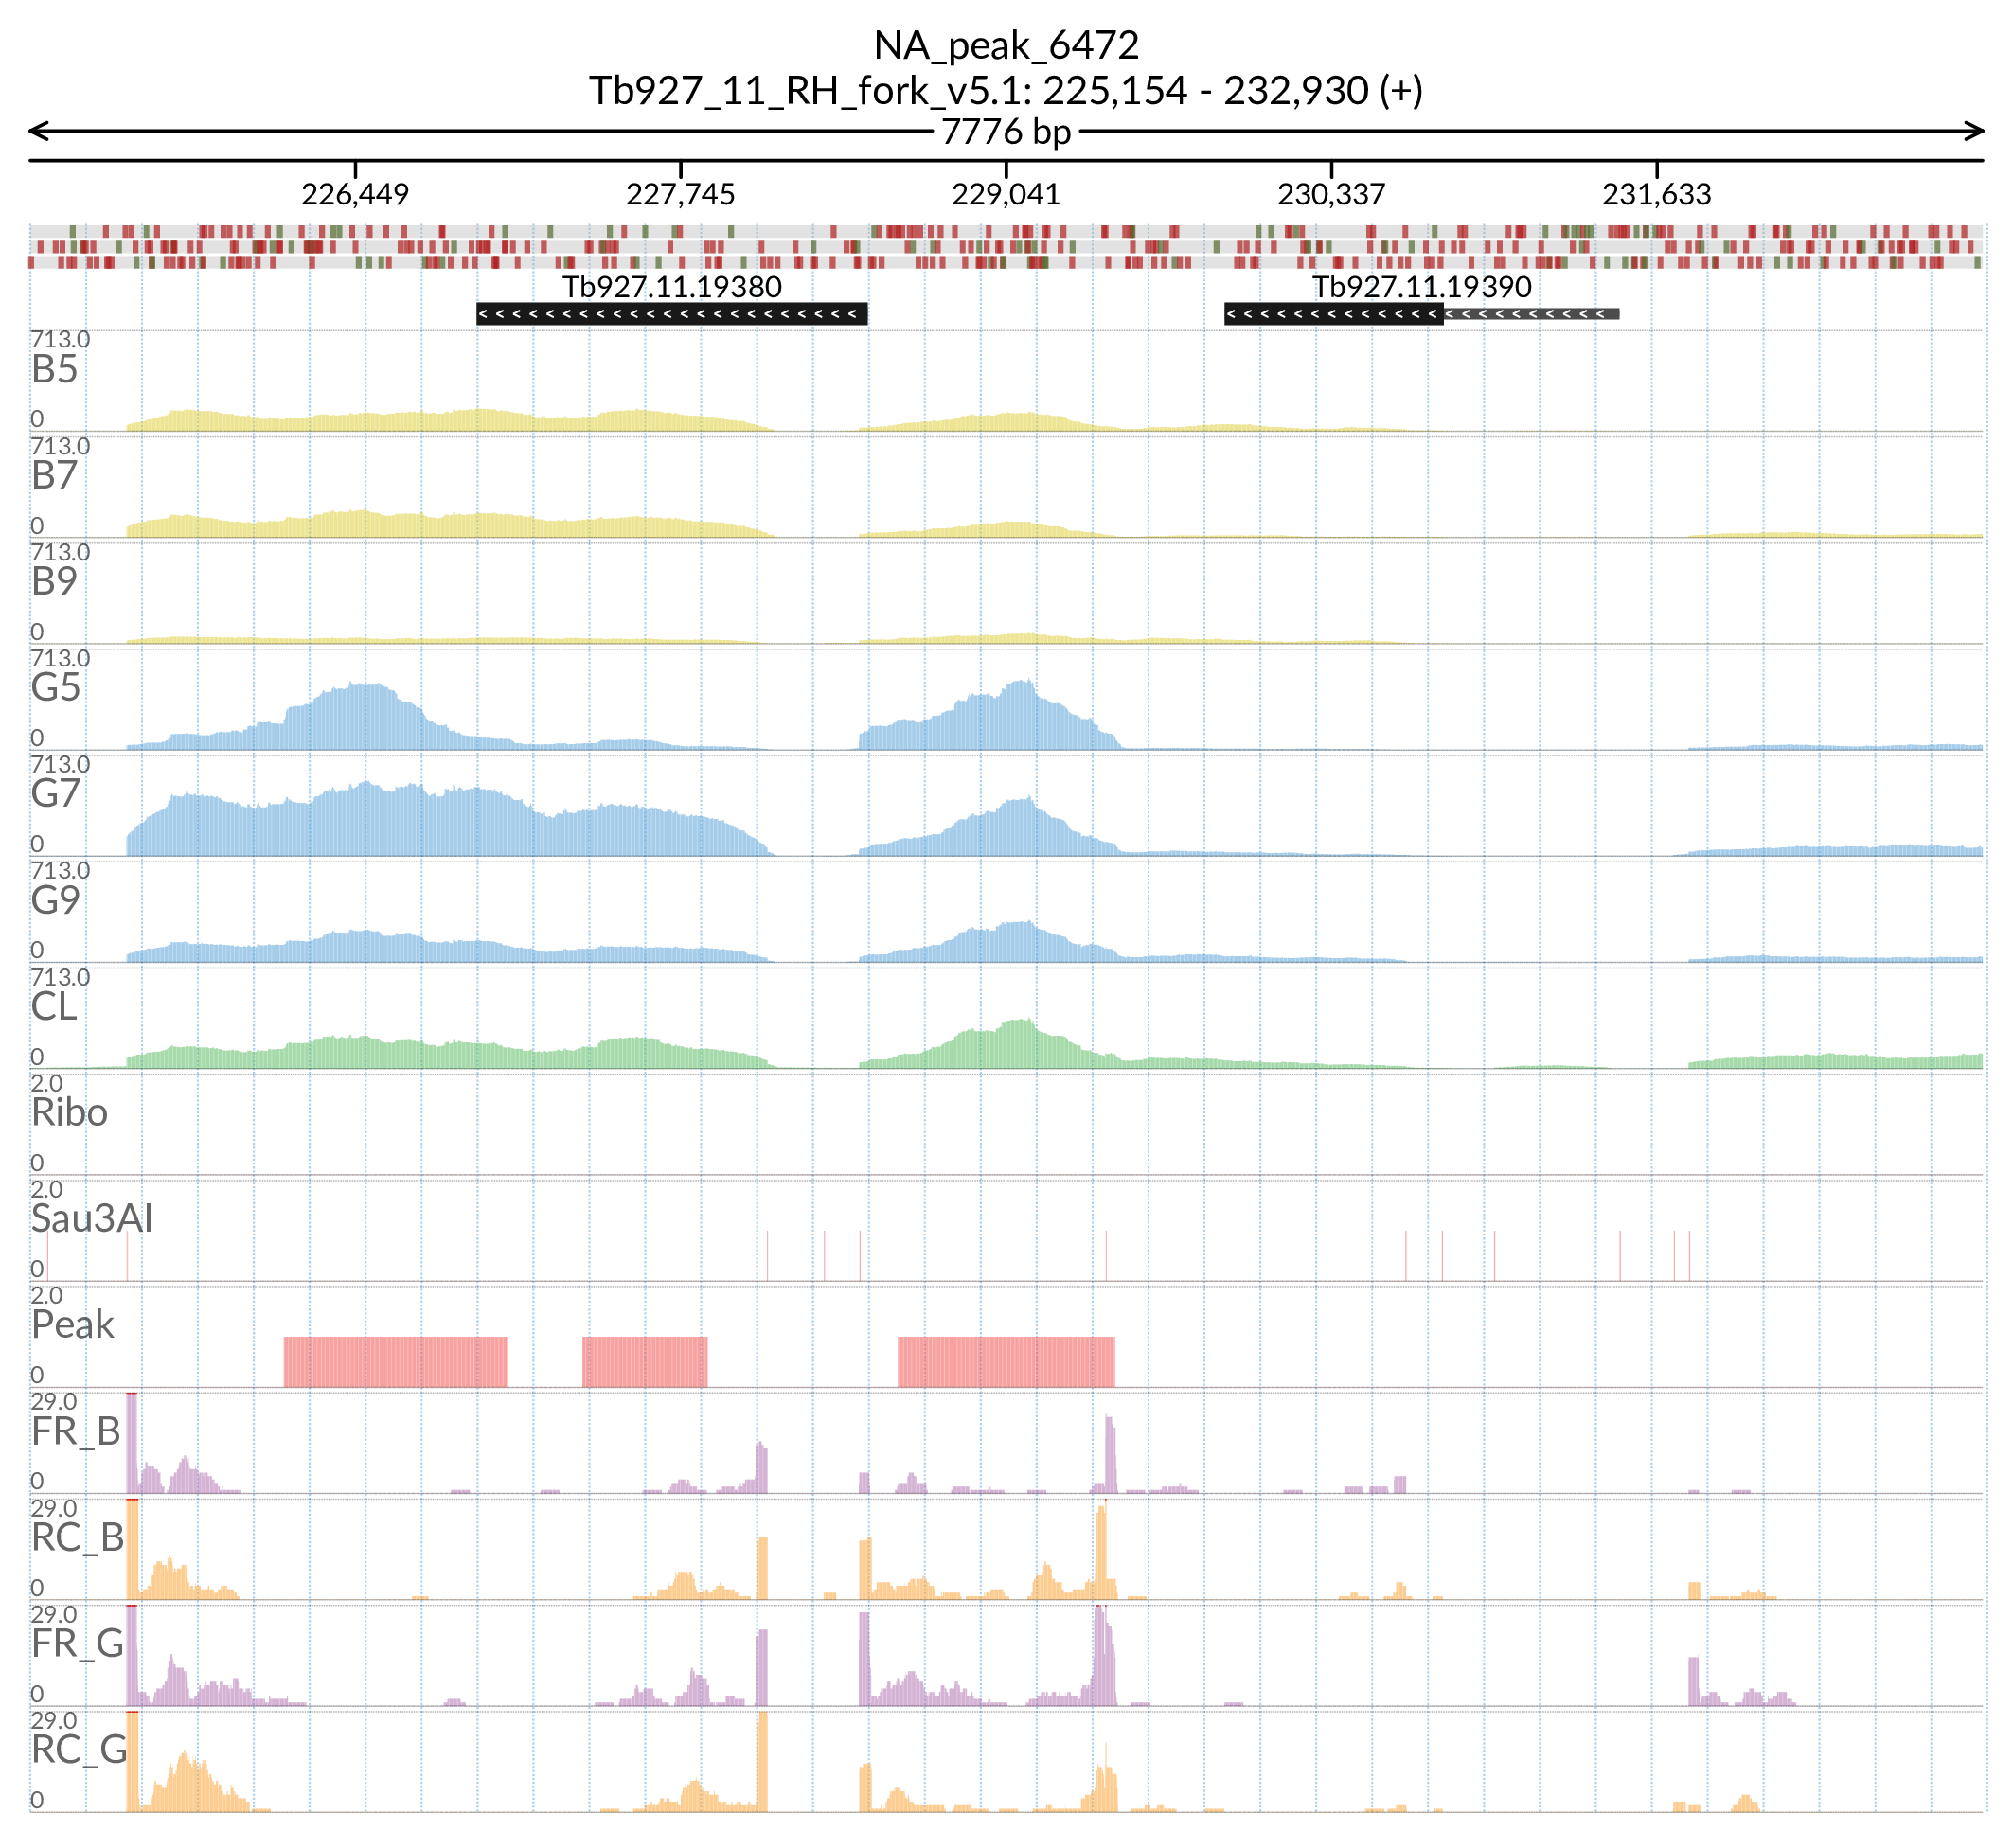 NA_peak_6472
Tb927_11_RH_fork_v5.1: 225,154 - 232,930 (+)
7776 bp
226,449 227,745 229,041 230,337 231,633
Tb927.11.19380 Tb927.11.19390
713.0
B5
0
713.0
B7
0
713.0
B9
0
713.0
G5
0
713.0
G7
0
713.0
G9
0
713.0
CL
0
2.0
Ribo
0
2.0
Sau3AI
0
2.0
Peak
0
29.0
FR_B
0
29.0
RC_B
0
29.0
FR_G
0
29.0
RC_G
0